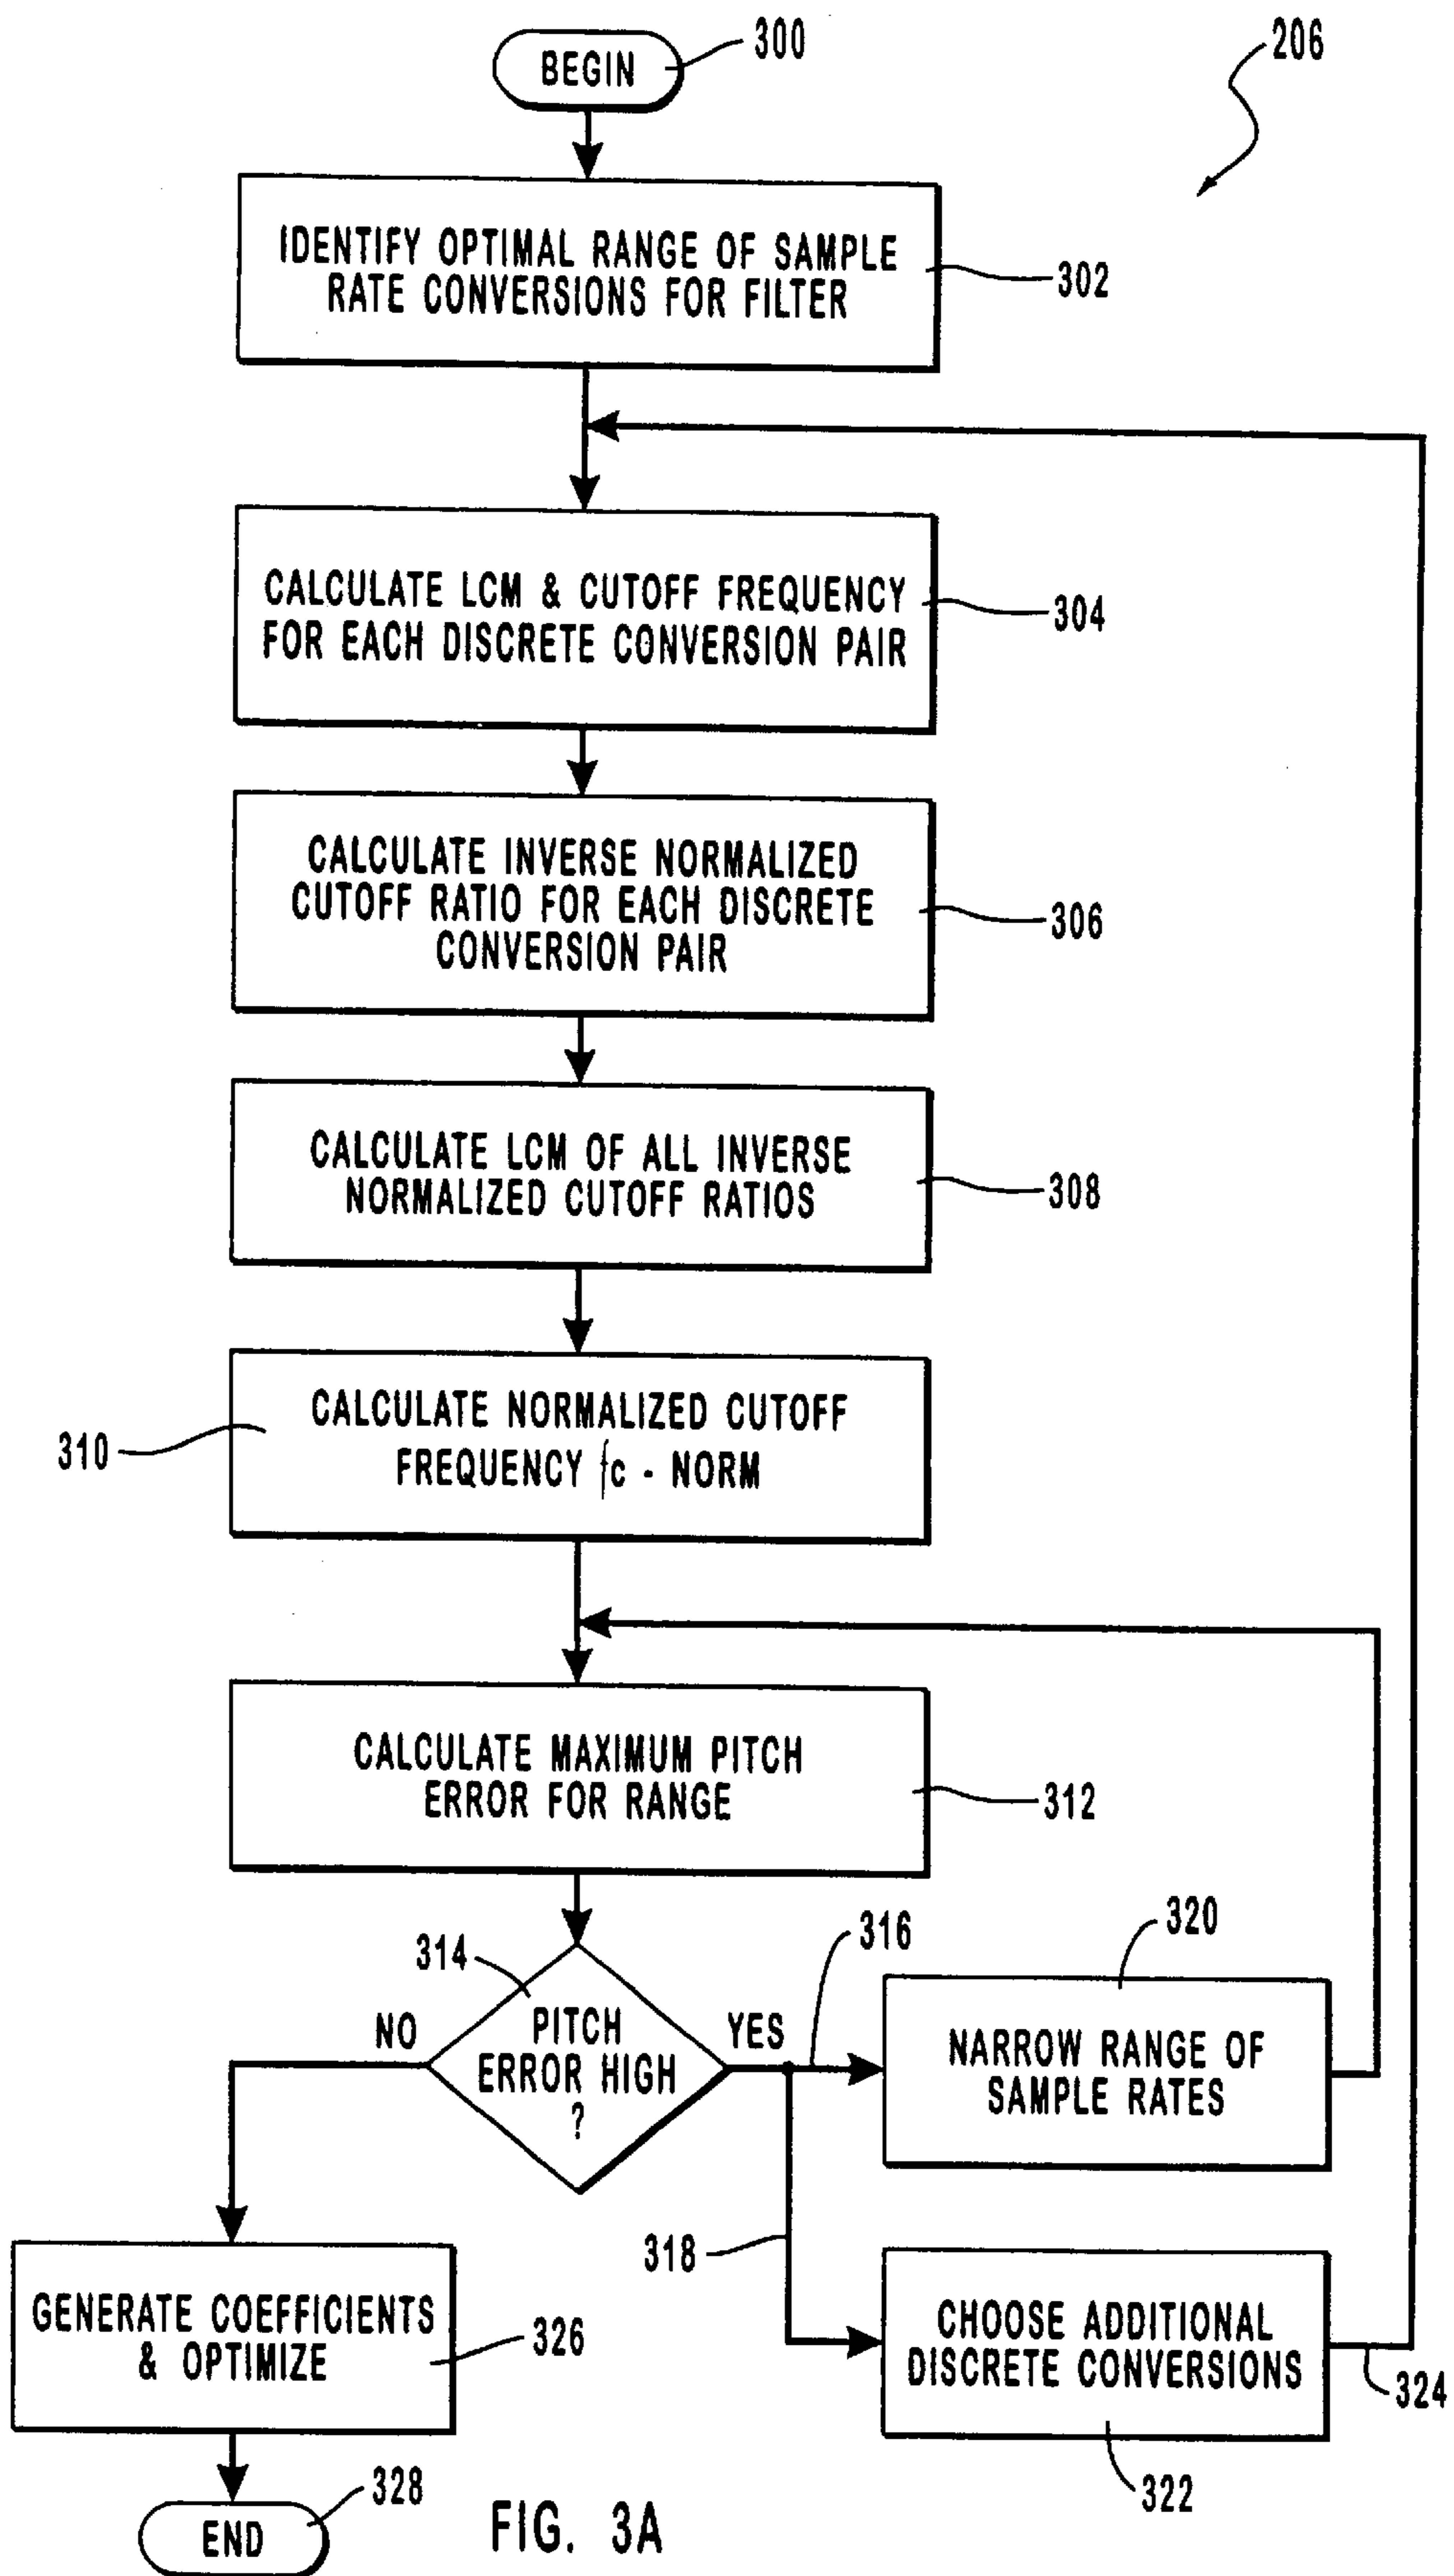 BEGIN
300
206
IDENTIFY OPTIMAL RANGE OF SAMPLE
RATE CONVERSIONS FOR FILTER
302
CALCULATE LCM & CUTOFF FREQUENCY
FOR EACH DISCRETE CONVERSION PAIR
304
CALCULATE INVERSE NORMALIZED
CUTOFF RATIO FOR EACH DISCRETE
CONVERSION PAIR
306
CALCULATE LCM OF ALL INVERSE
NORMALIZED CUTOFF RATIOS
308
CALCULATE NORMALIZED CUTOFF
FREQUENCY fc - NORM
310
CALCULATE MAXIMUM PITCH
ERROR FOR RANGE
312
314
PITCH
ERROR HIGH
?
NO
YES
316
320
NARROW RANGE OF
SAMPLE RATES
318
CHOOSE ADDITIONAL
DISCRETE CONVERSIONS
324
322
GENERATE COEFFICIENTS
& OPTIMIZE
326
END
328
FIG. 3A